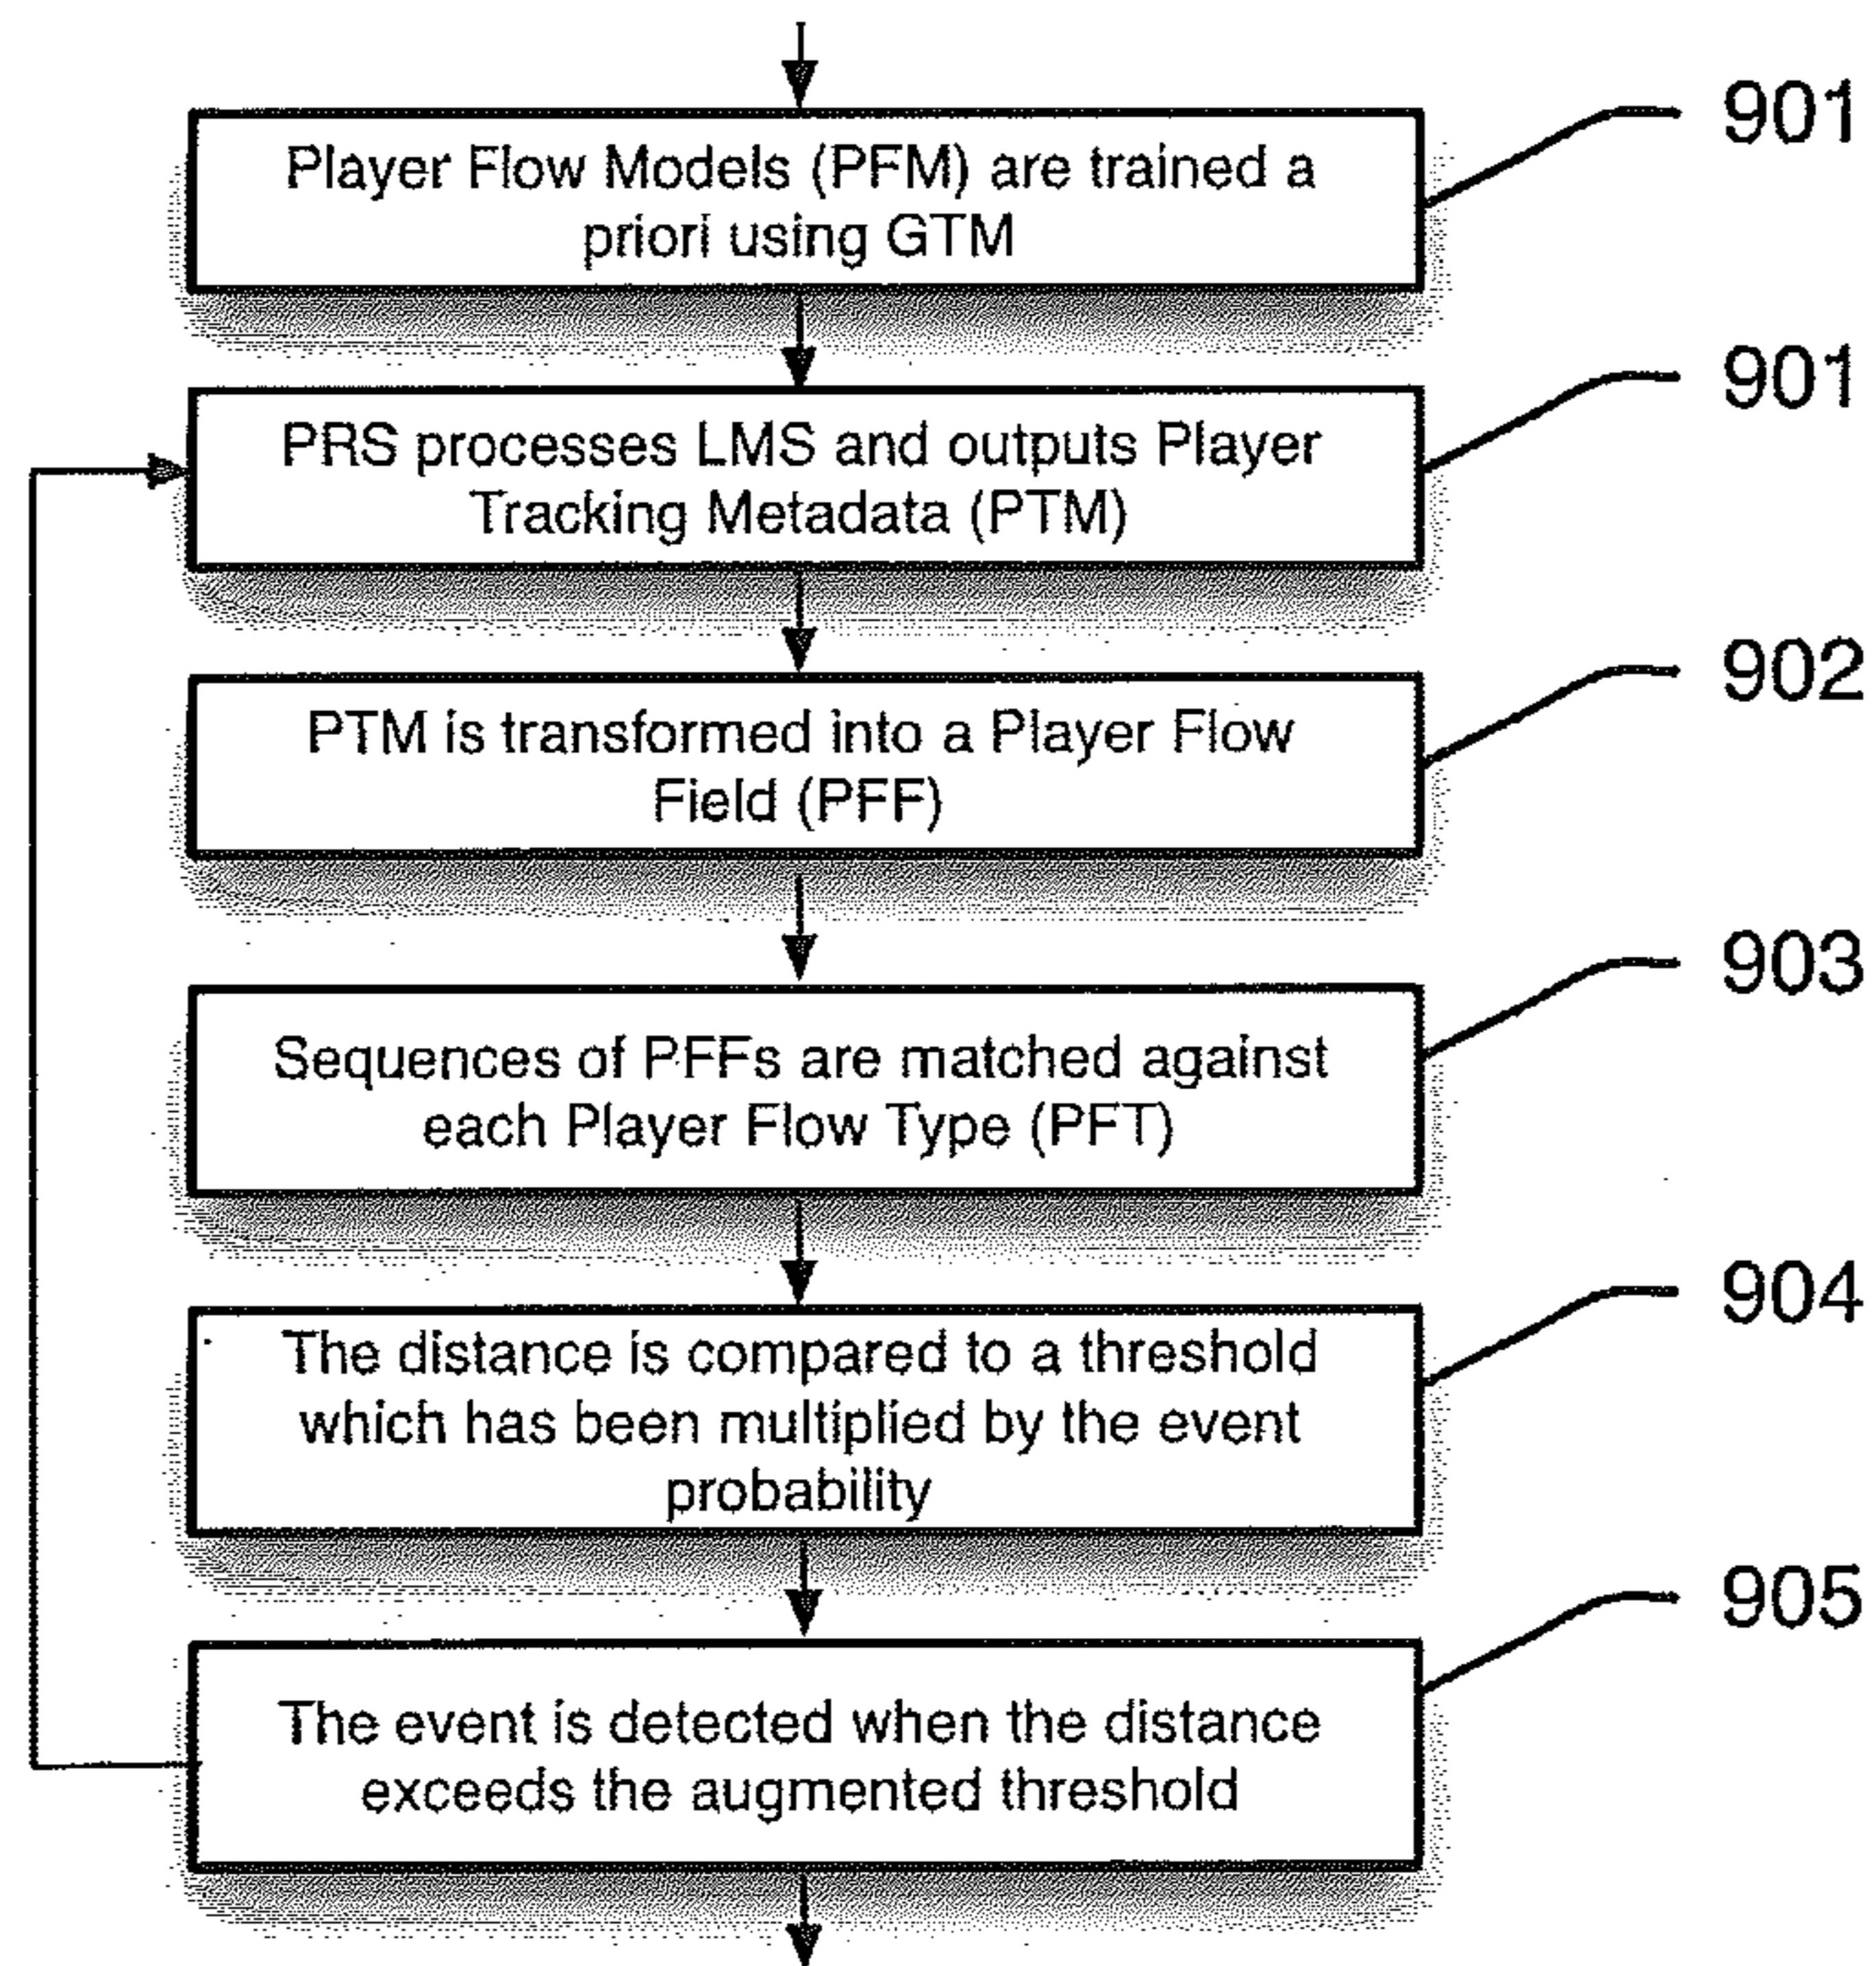 901
Player Flow Models (PFM) are trained a
priori using GTM
901
PRS processes LMS and outputs Player
Tracking Metadata (PTM)
902
PTM is transformed into a Player Flow
Field (PFF)
903
Sequences of PFFs are matched against
each Player Flow Type (PFT)
904
The distance is compared to a threshold
which has been multiplied by the event
probability
905
The event is detected when the distance
exceeds the augmented threshold